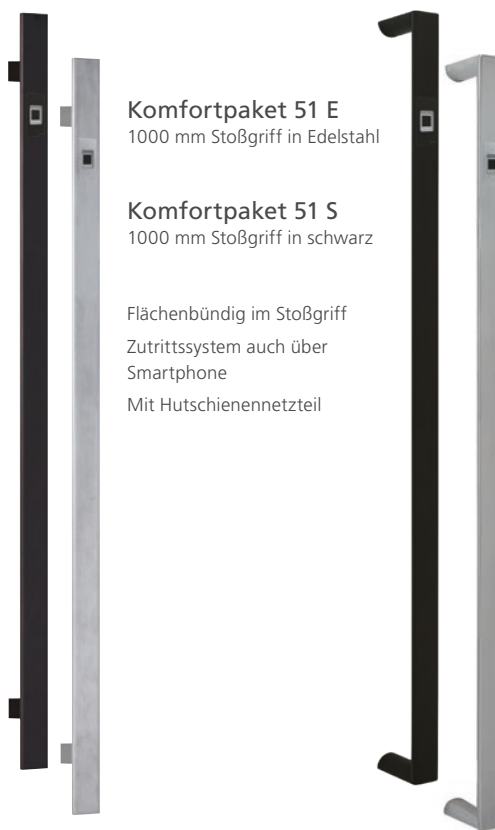 Komfortpaket 51 E
1000 mm Stoßgriff in Edelstahl
Komfortpaket 51 S
1000 mm Stoßgriff in schwarz
Flächenbündig im Stoßgriff
Zutrittssystem auch über
Smartphone
Mit Hutschienennetzteil